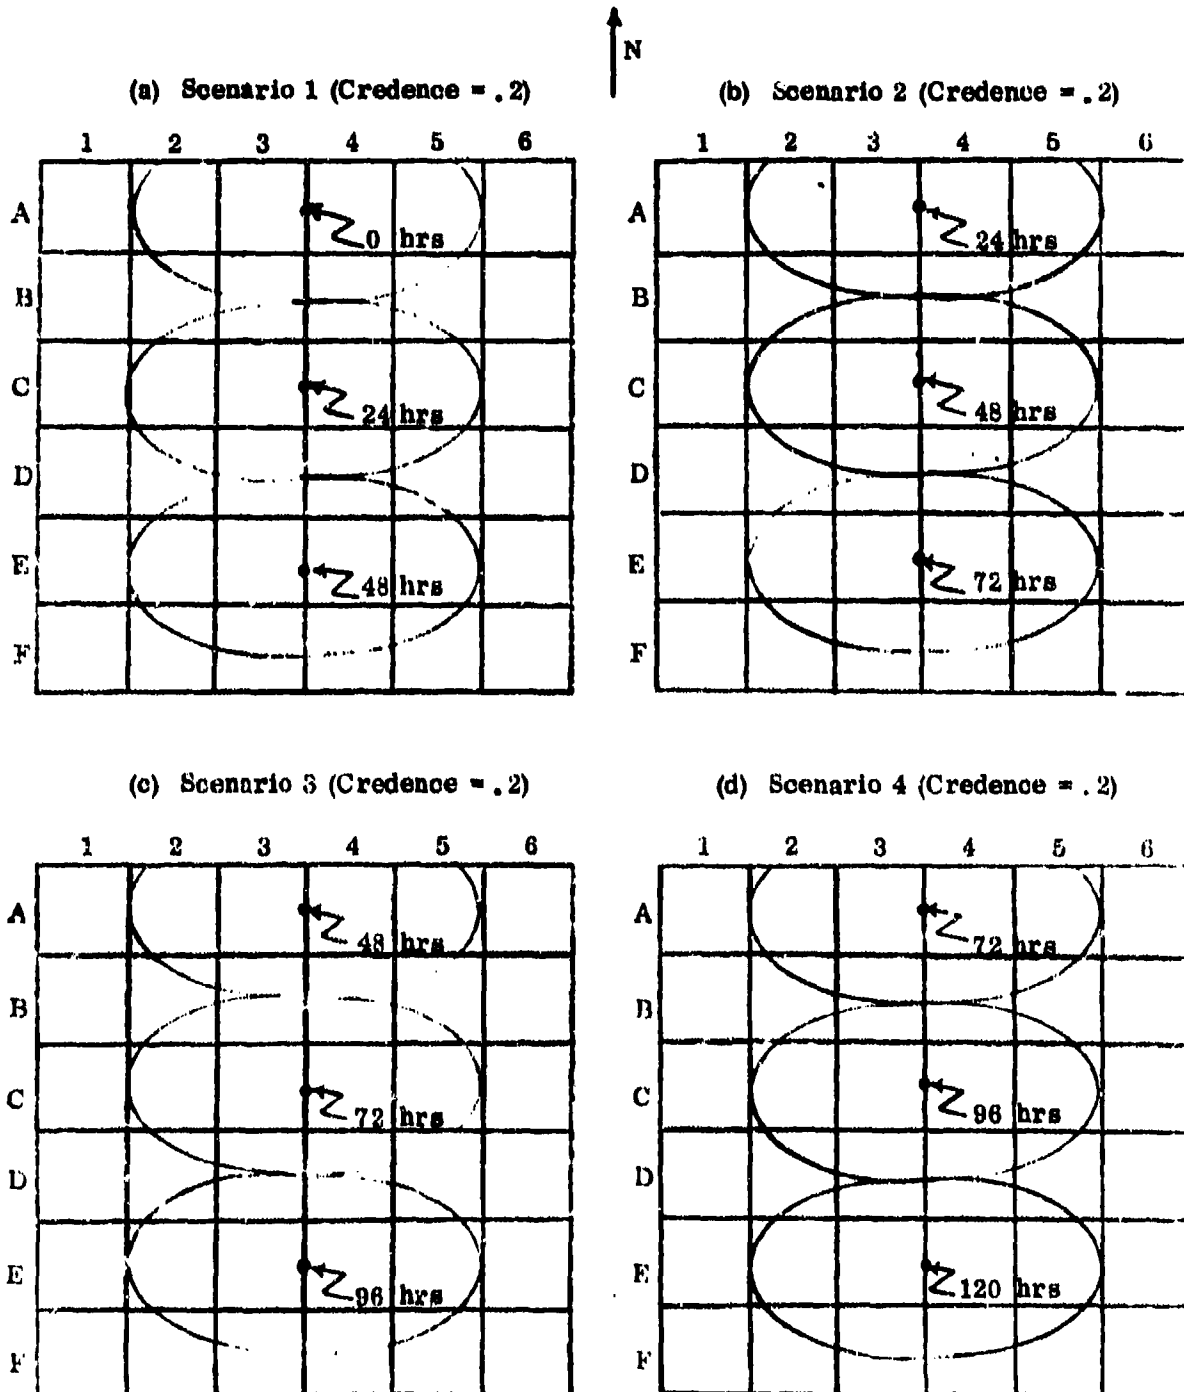 N
(a) Scenario 1 (Credence = .2)
1 2 3 4 5 6
A
0 hrs
B
C
24 hrs
D
E
48 hrs
F
(b) Scenario 2 (Credence = .2)
1 2 3 4 5 6
A
24 hrs
B
C
48 hrs
D
E
72 hrs
F
(c) Scenario 3 (Credence = .2)
1 2 3 4 5 6
A
48 hrs
B
C
72 hrs
D
E
96 hrs
F
(d) Scenario 4 (Credence = .2)
1 2 3 4 5 6
A
72 hrs
B
C
96 hrs
D
E
120 hrs
F